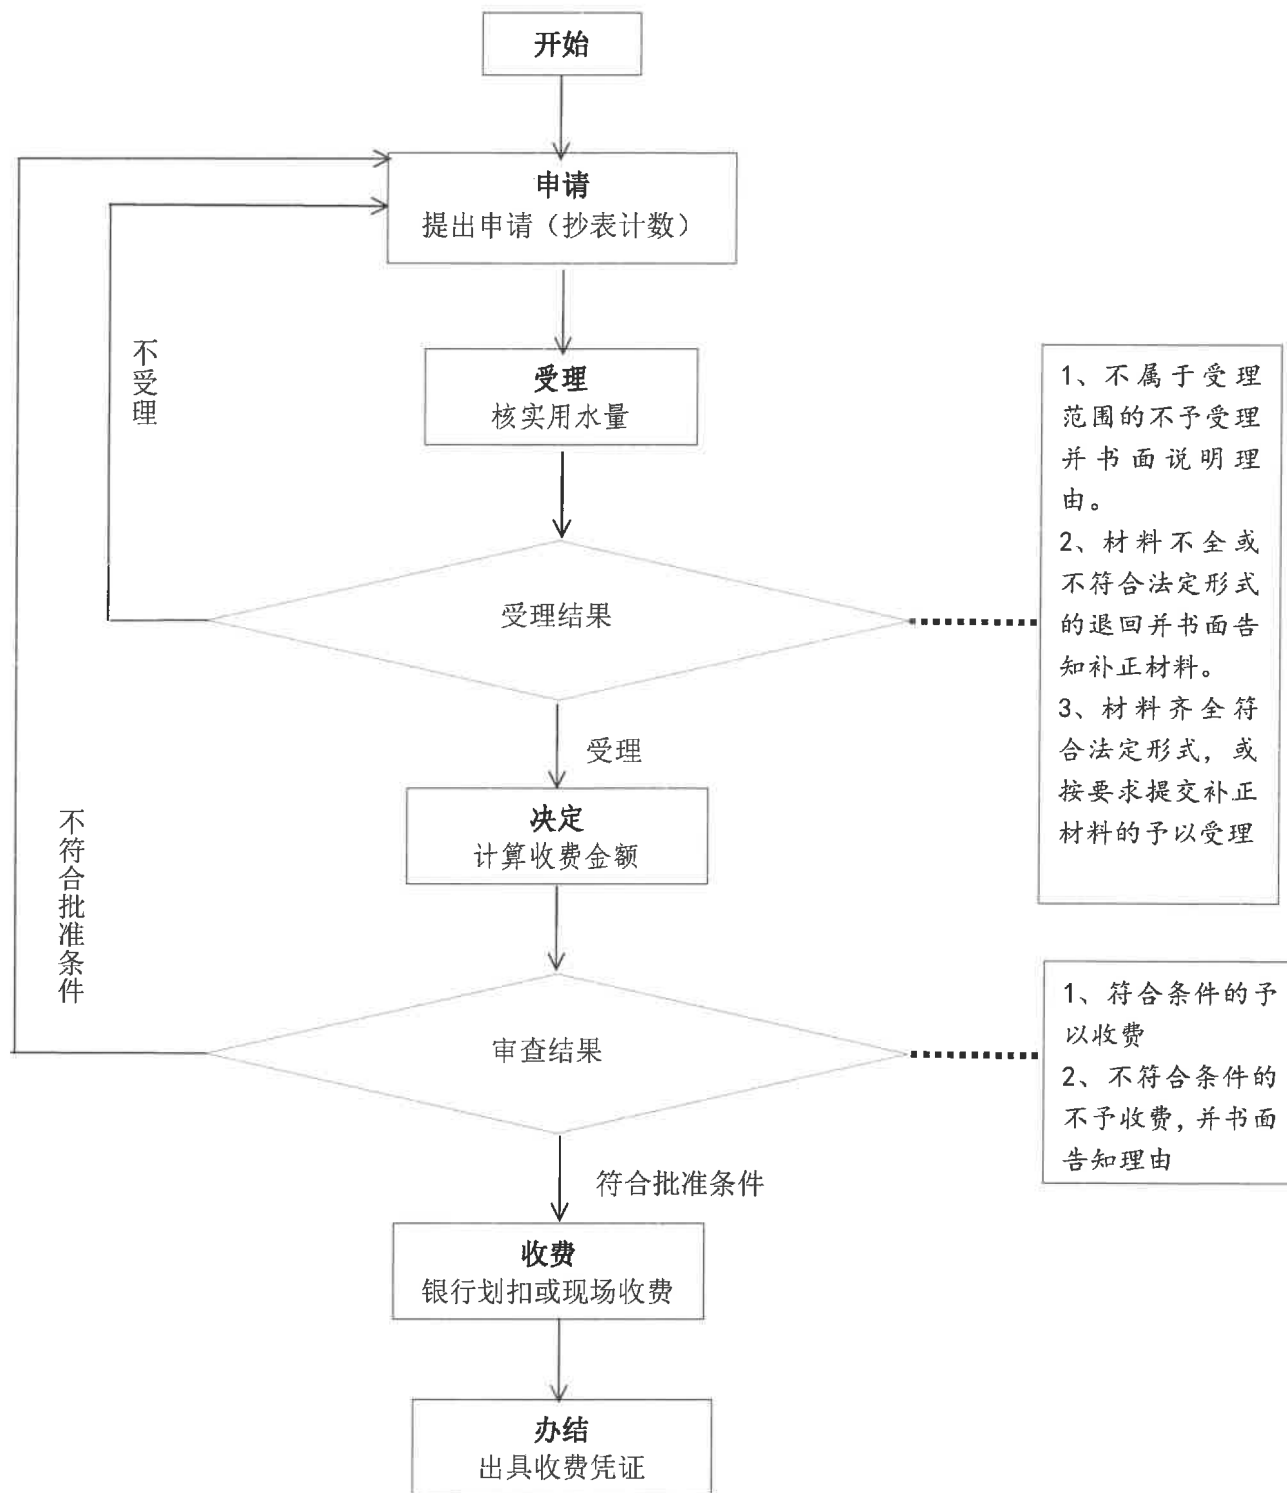 开始
申请
提出申请（抄表计数）
不受理
受理
核实用水量
1、不属于受理
范围的不予受理
并书面说明理
由。
2、材料不全或
不符合法定形式
的退回并书面告
知补正材料。
3、材料齐全符
合法定形式，或
按要求提交补正
材料的予以受理
受理结果
受理
决定
计算收费金额
不符合批准条件
审查结果
1、符合条件的予
以收费
2、不符合条件的
不予收费，并书面
告知理由
符合批准条件
收费
银行划扣或现场收费
办结
出具收费凭证